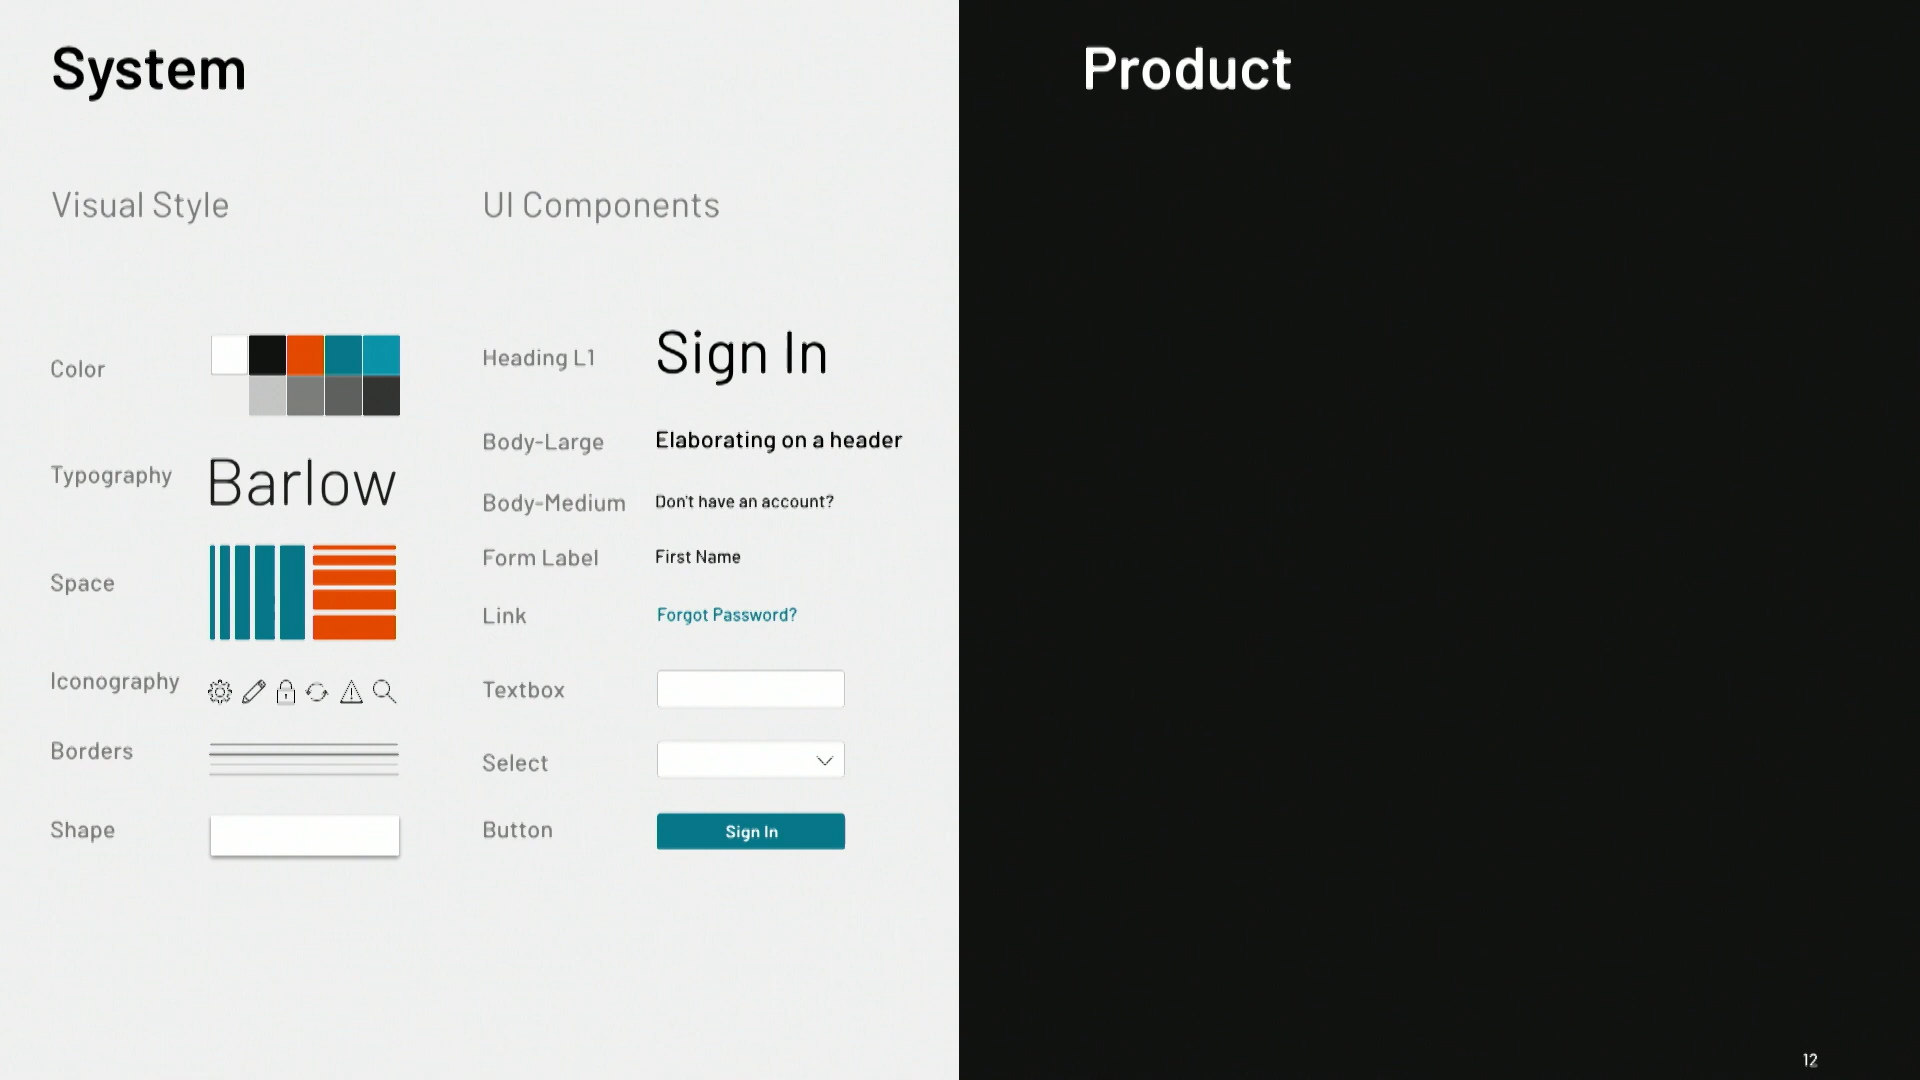 System
Product
Visual Style
UI Components
Color
Typography
Barlow
Space
Iconography
Borders
Shape
Heading L1
Sign In
Body-Large
Elaborating on a header
Body-Medium
Don't have an account?
Form Label
First Name
Link
Forgot Password?
Textbox
Select
Button
Sign In
12